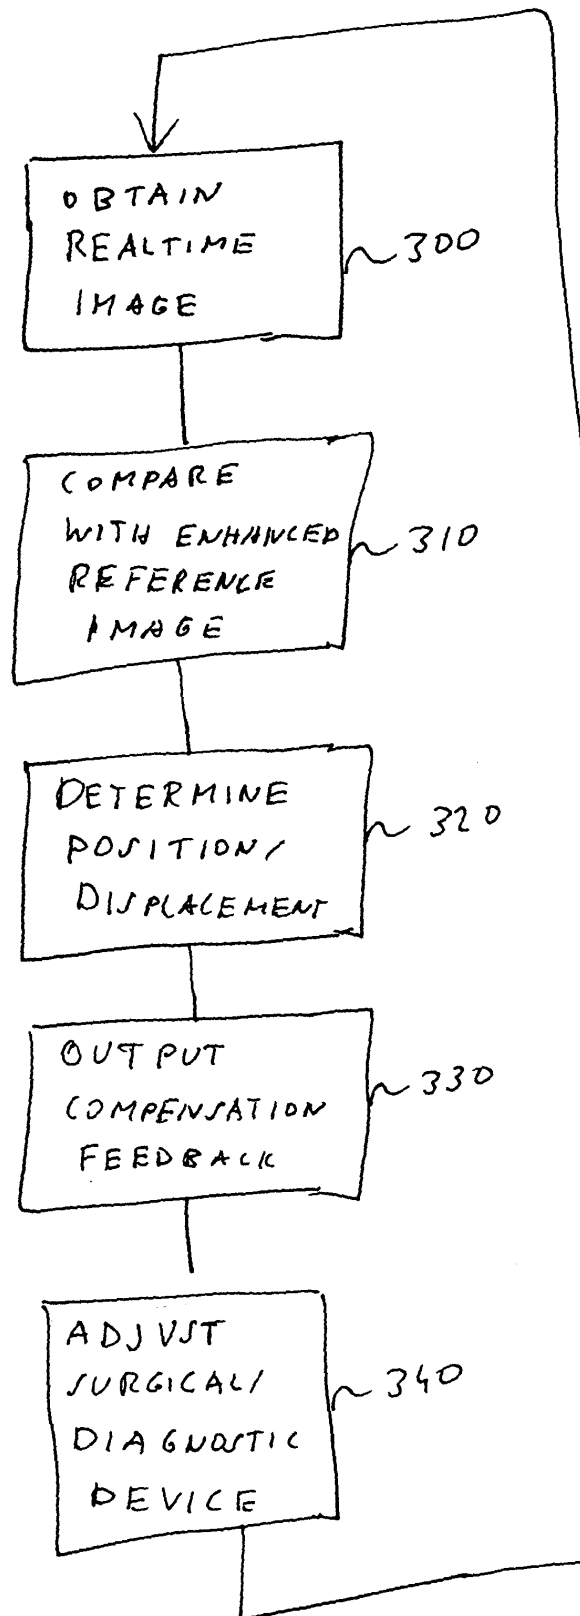 OBTAIN
REALTIME
IMAGE
300
COMPARE
WITH ENHANCED
REFERENCE
IMAGE
310
DETERMINE
POSITION/
DISPLACEMENT
320
OUTPUT
COMPENSATION
FEEDBACK
330
ADJUST
SURGICAL/
DIAGNOSTIC
DEVICE
340